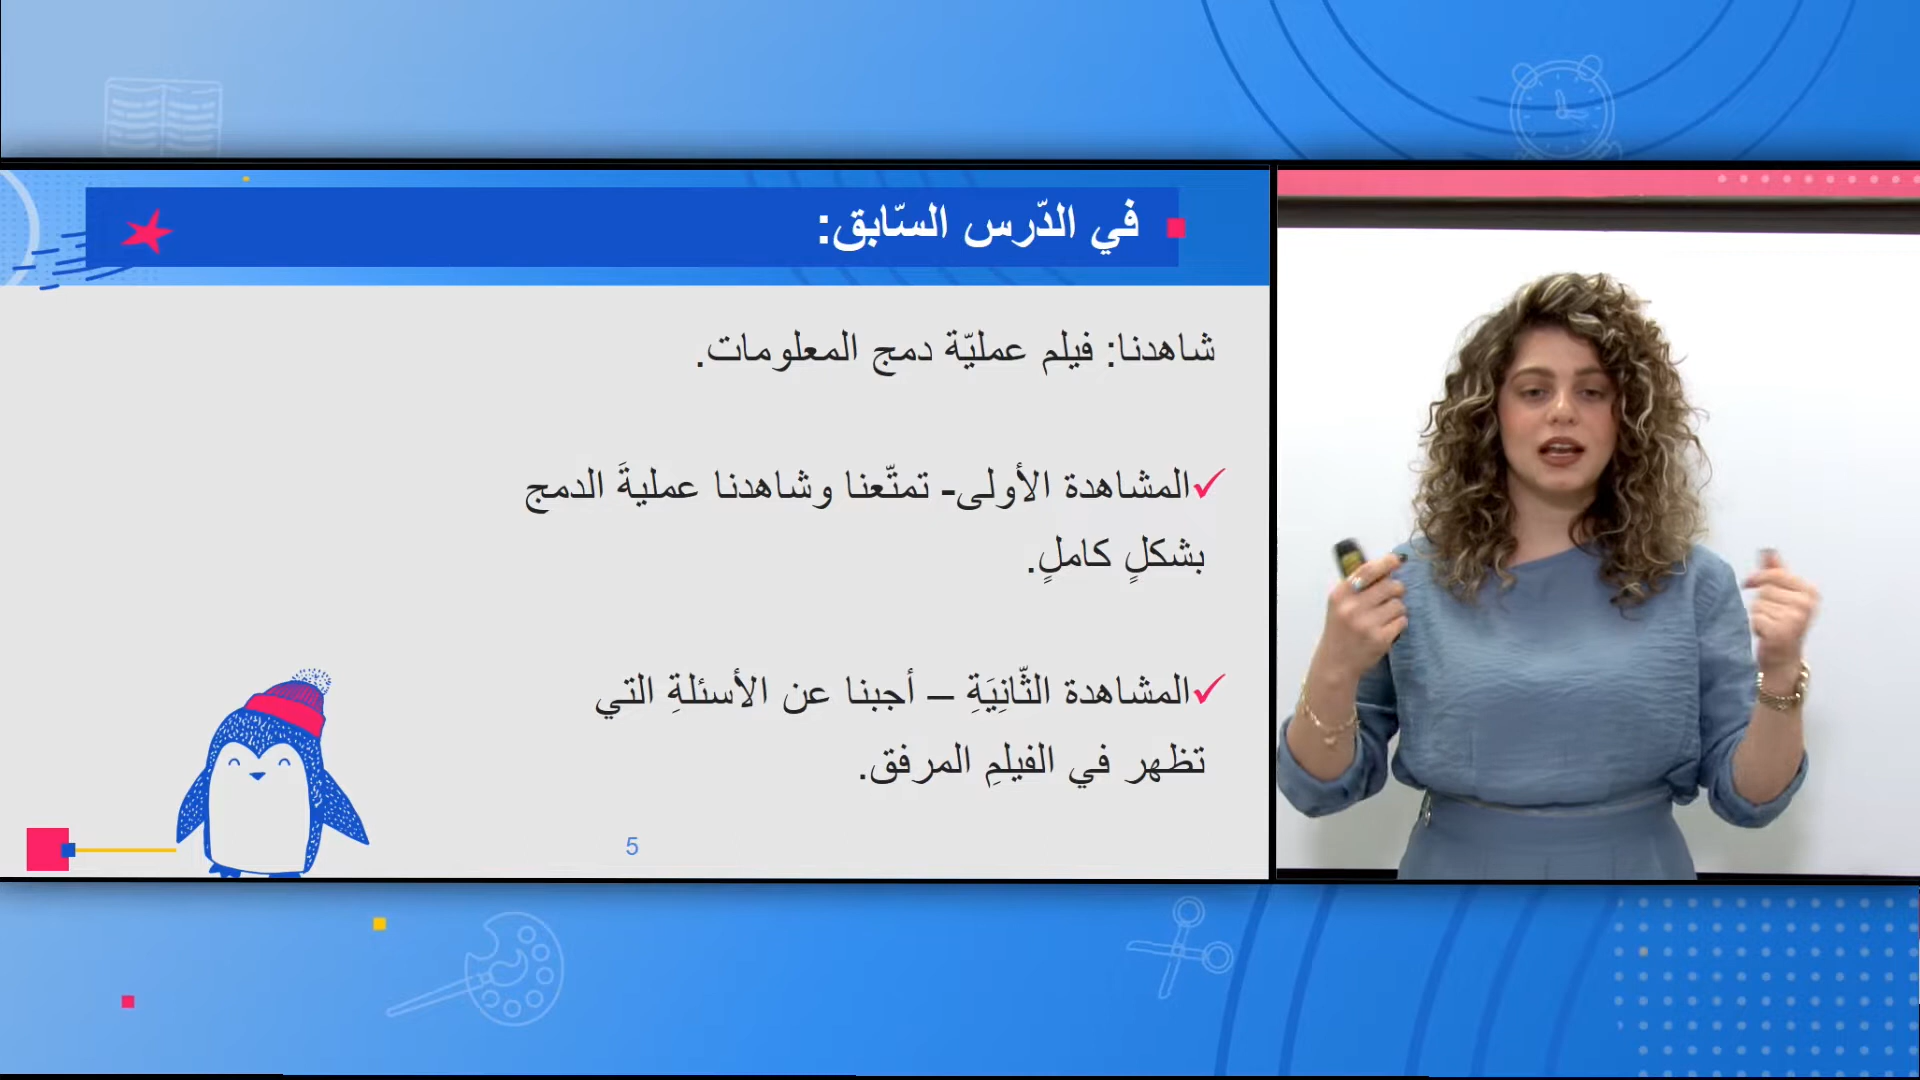 في الدّرس السّابق:
شاهدنا: فيلم عمليّة دمج المعلومات.
المشاهدة الأولى- تمتّعنا وشاهدنا عمليةَ الدمج
بشكلٍ كاملٍ.
المشاهدة الثّانِيَةِ – أجبنا عن الأسئلةِ التي
تظهر في الفيلمِ المرفق.
5